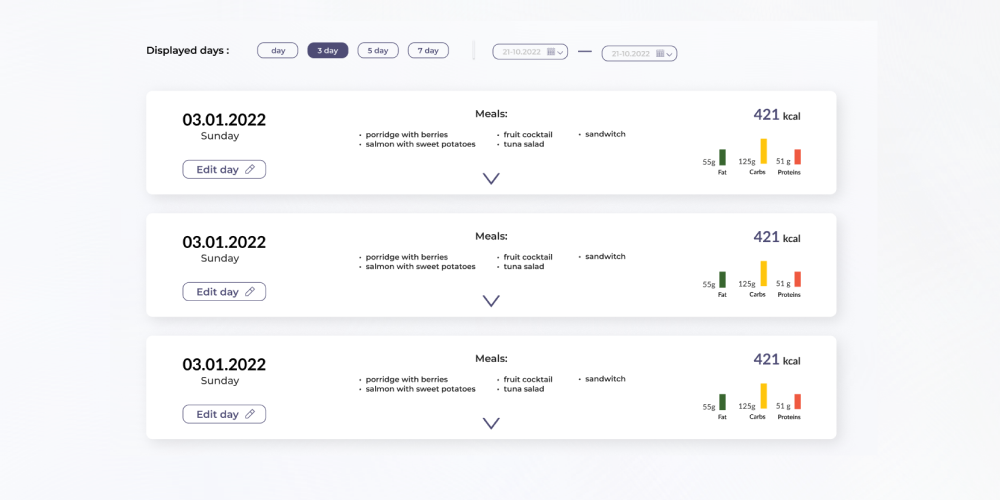 Displayed days : day 3 day 5 day 7 day 21-10.2022 — 21-10.2022
03.01.2022
Sunday
Edit day
Meals:
• porridge with berries
• salmon with sweet potatoes
• fruit cocktail
• tuna salad
• sandwitch
421 kcal
55g 125g 51 g
Fat Carbs Proteins
03.01.2022
Sunday
Edit day
Meals:
• porridge with berries
• salmon with sweet potatoes
• fruit cocktail
• tuna salad
• sandwitch
421 kcal
55g 125g 51 g
Fat Carbs Proteins
03.01.2022
Sunday
Edit day
Meals:
• porridge with berries
• salmon with sweet potatoes
• fruit cocktail
• tuna salad
• sandwitch
421 kcal
55g 125g 51 g
Fat Carbs Proteins